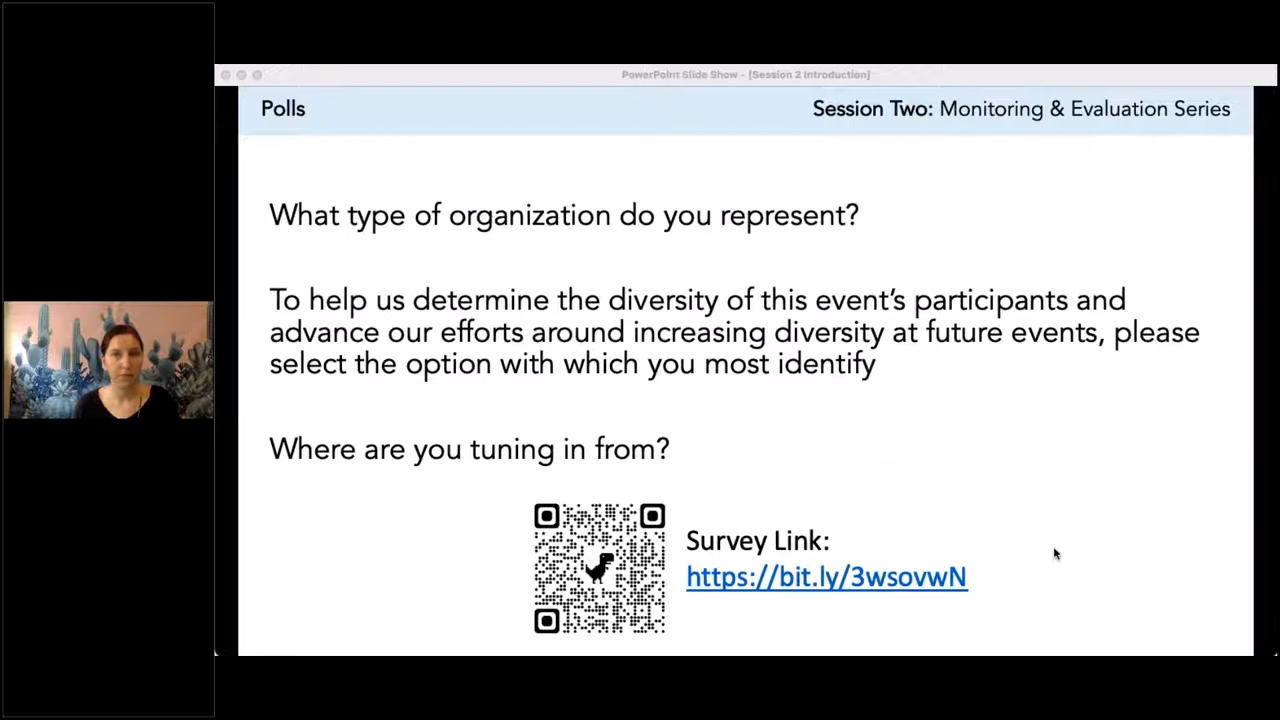 PowerPoint Slide Show - [Session 2 Introduction]
Polls
Session Two: Monitoring & Evaluation Series
What type of organization do you represent?
To help us determine the diversity of this event's participants and
advance our efforts around increasing diversity at future events, please
select the option with which you most identify
Where are you tuning in from?
Survey Link:
https://bit.ly/3wsovwN